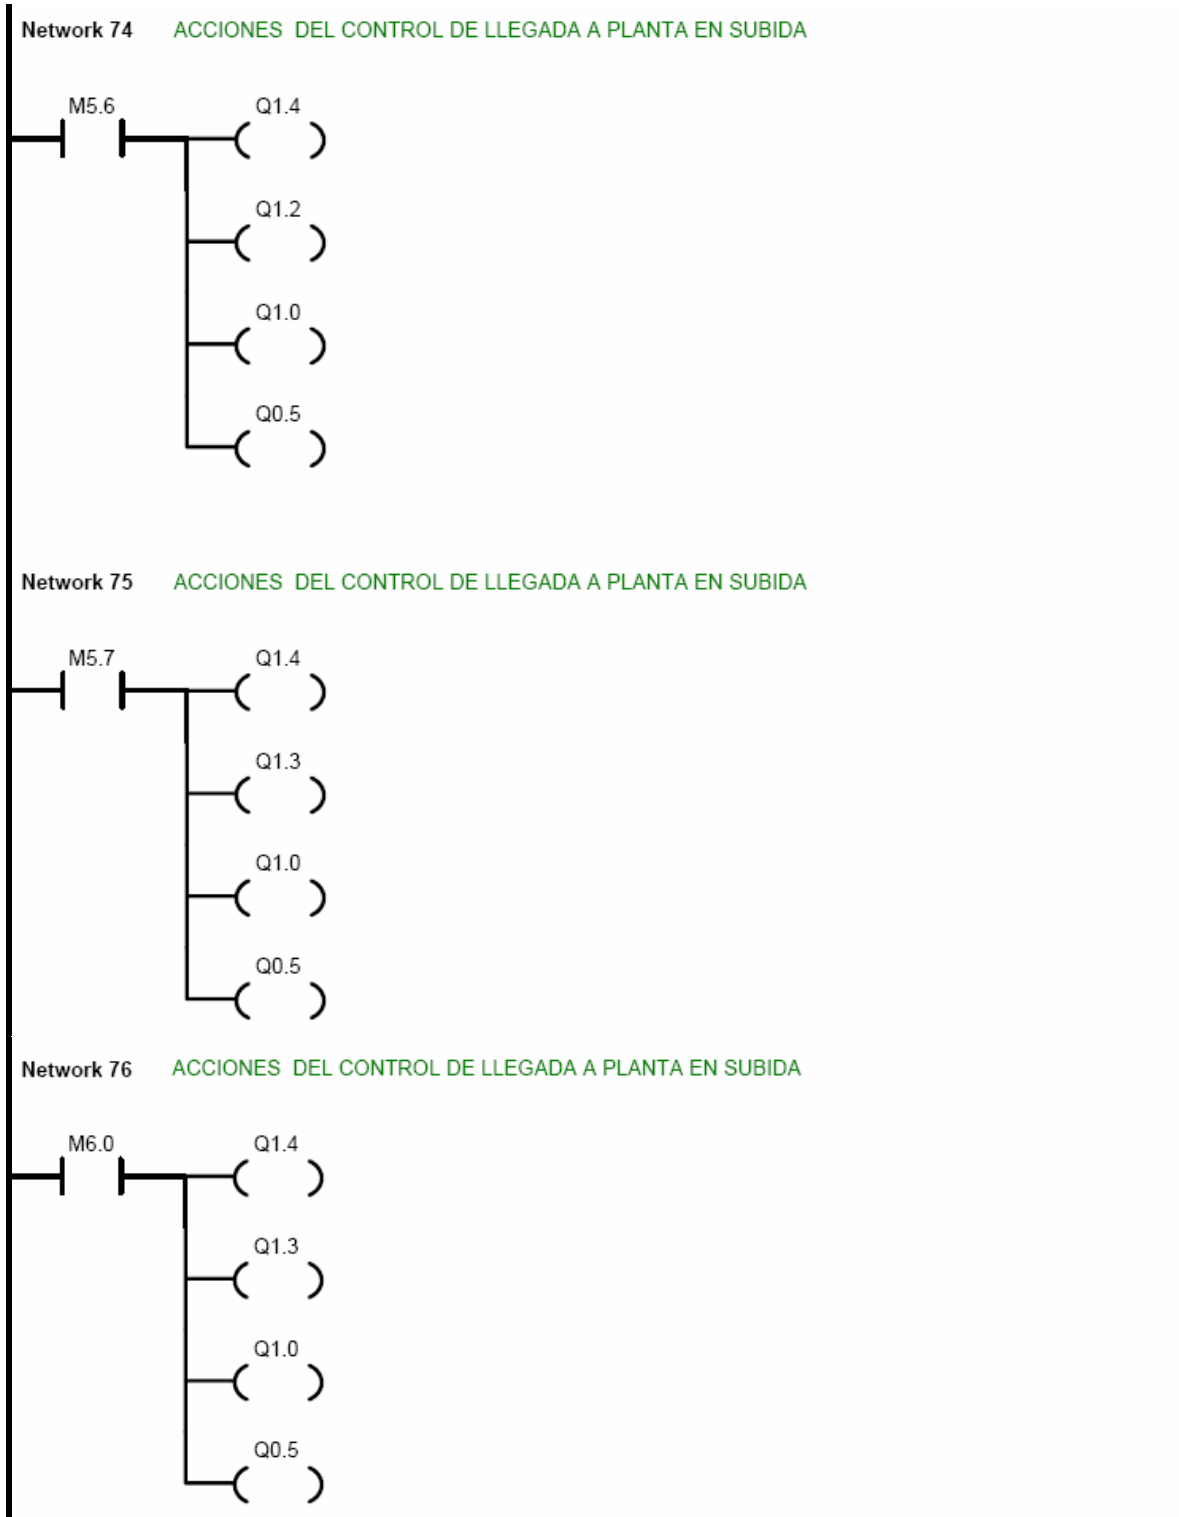 Network 74 ACCIONES DEL CONTROL DE LLEGADA A PLANTA EN SUBIDA
M5.6 Q1.4
Q1.2
Q1.0
Q0.5
Network 75 ACCIONES DEL CONTROL DE LLEGADA A PLANTA EN SUBIDA
M5.7 Q1.4
Q1.3
Q1.0
Q0.5
Network 76 ACCIONES DEL CONTROL DE LLEGADA A PLANTA EN SUBIDA
M6.0 Q1.4
Q1.3
Q1.0
Q0.5